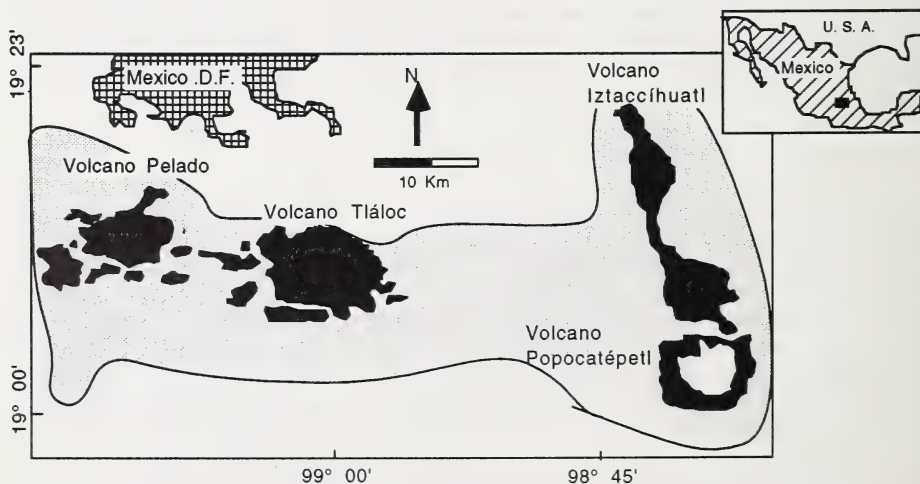 U. S. A.
Mexico
19° 23'
Mexico D.F.
N
Volcano
Iztaccíhuatl
10 Km
Volcano Pelado
Volcano Tláloc
Volcano
Popocatépetl
19° 00'
99° 00'
98° 45'